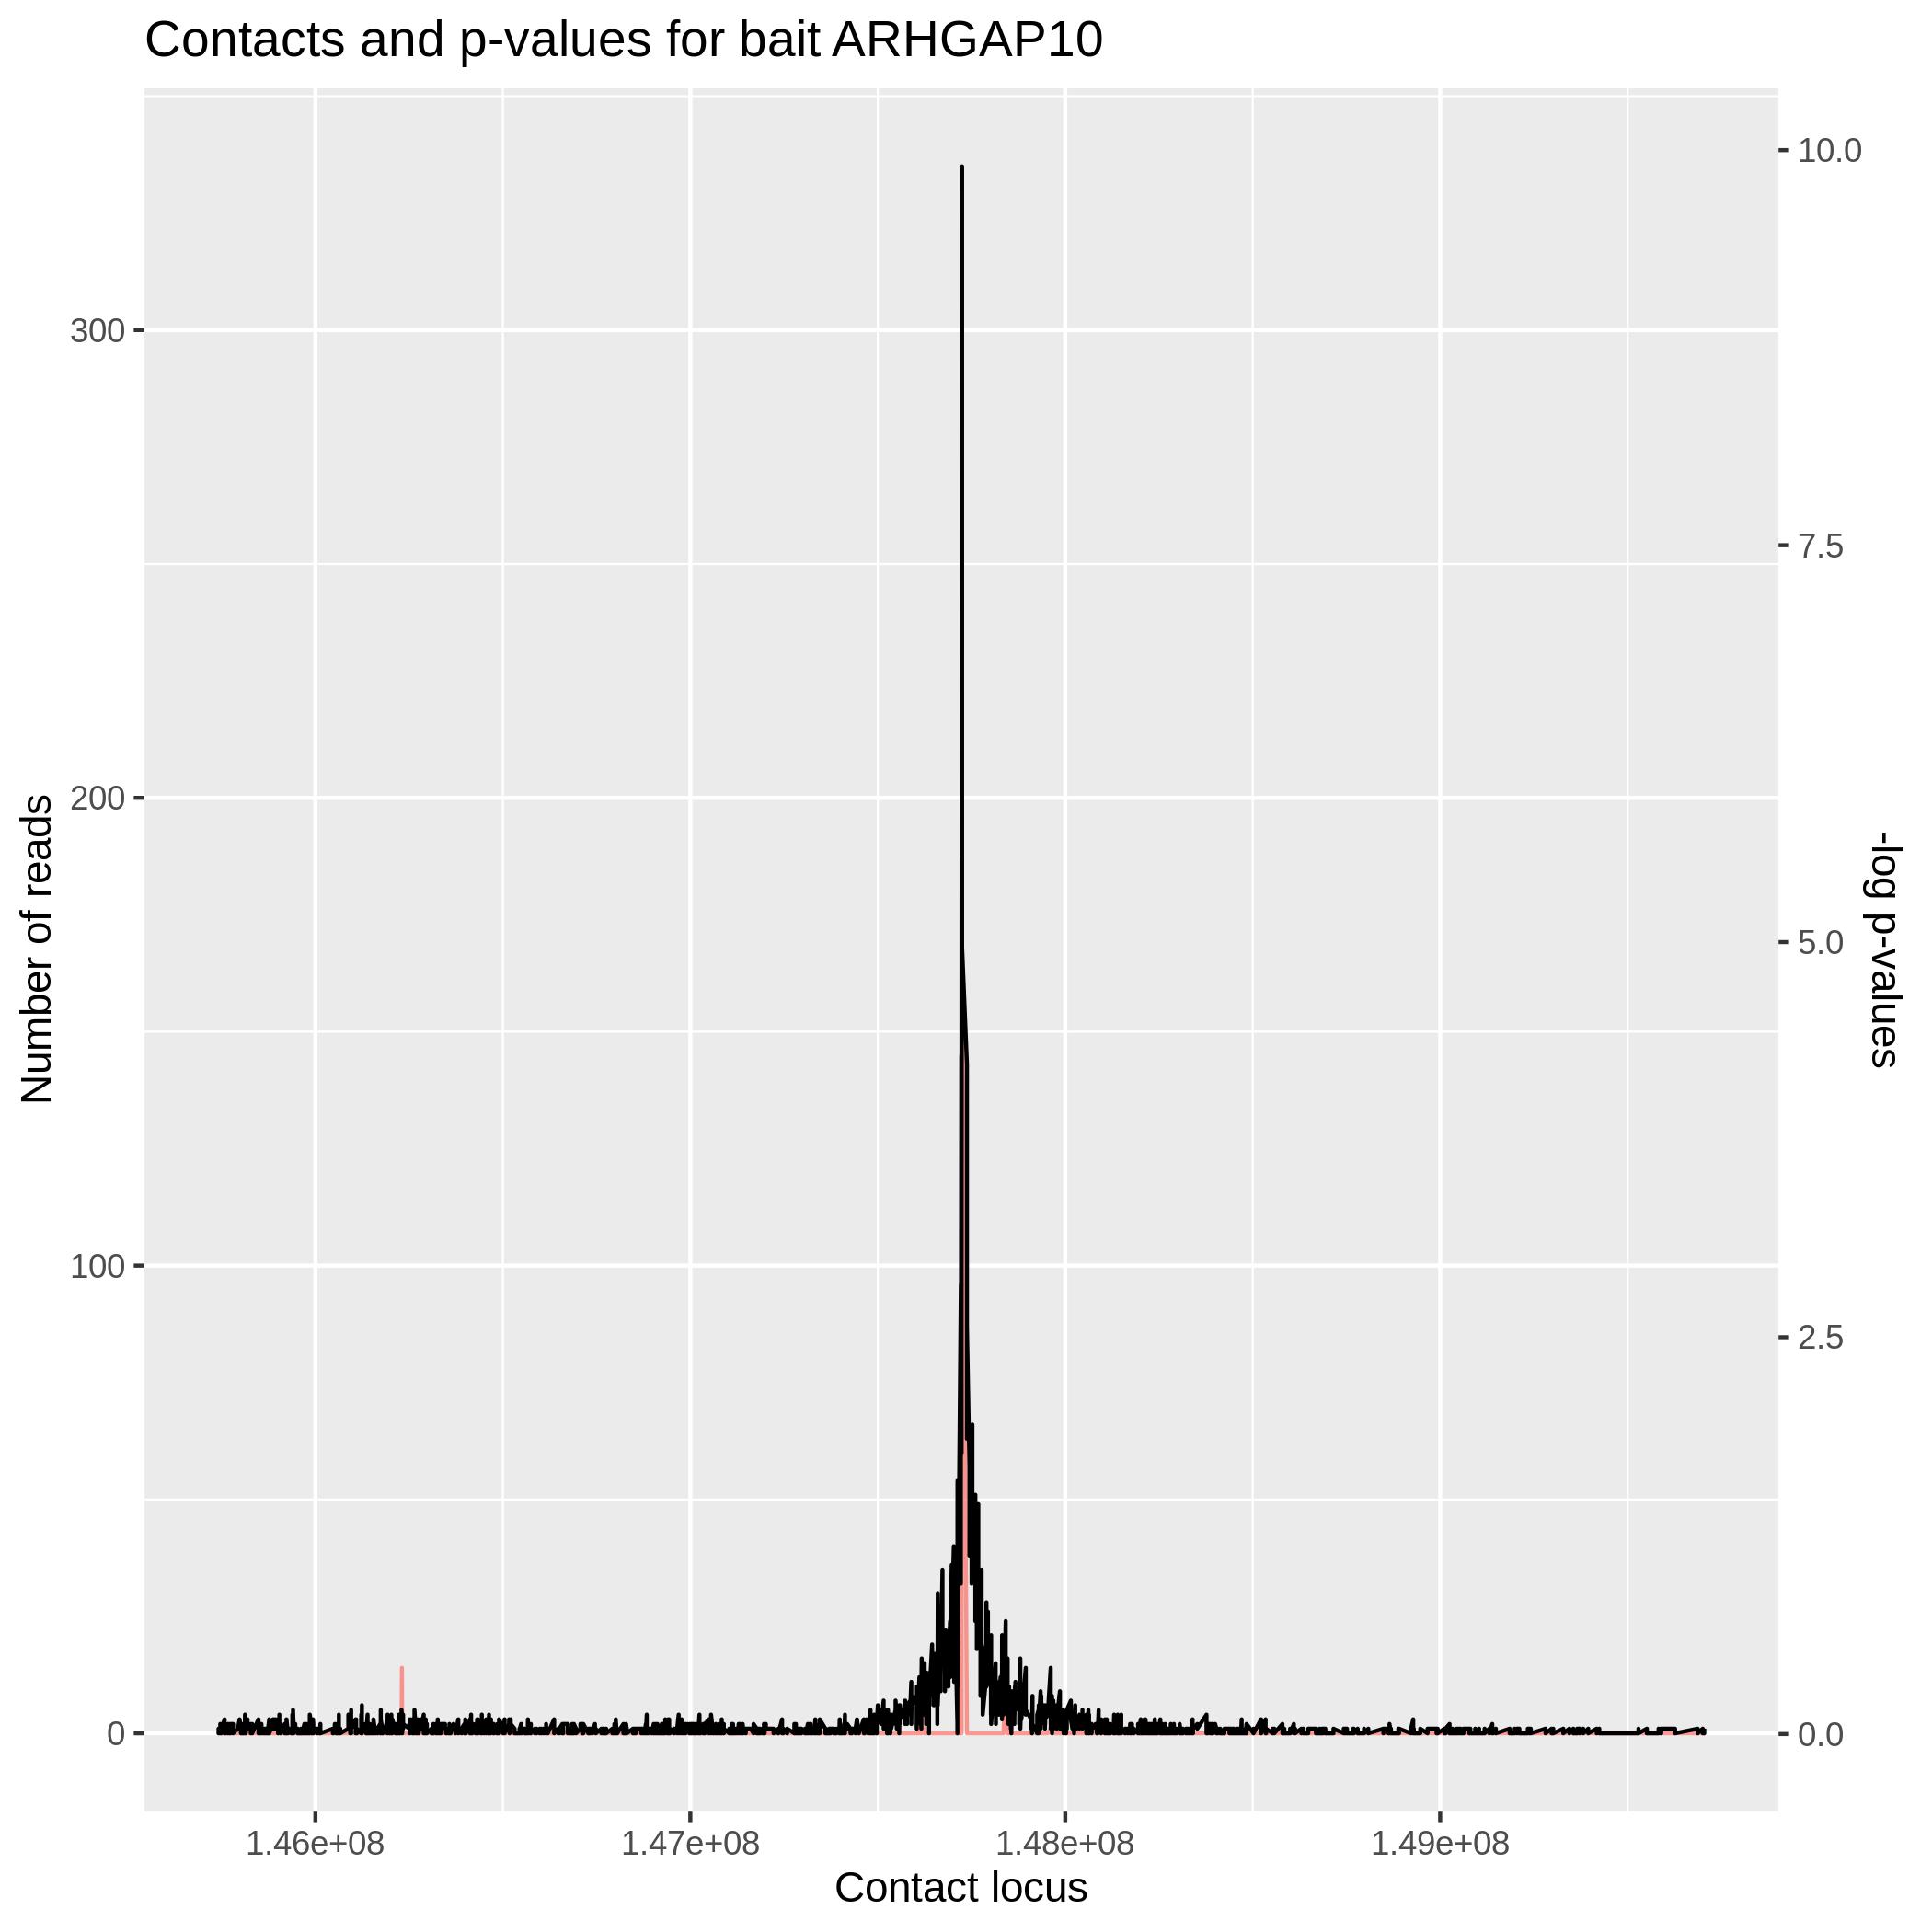 Contacts and p-values for bait ARHGAP10
Number of reads
300
200
100
0
10.0
7.5
5.0
2.5
0.0
-log p-values
1.46e+08
1.47e+08
1.48e+08
1.49e+08
Contact locus